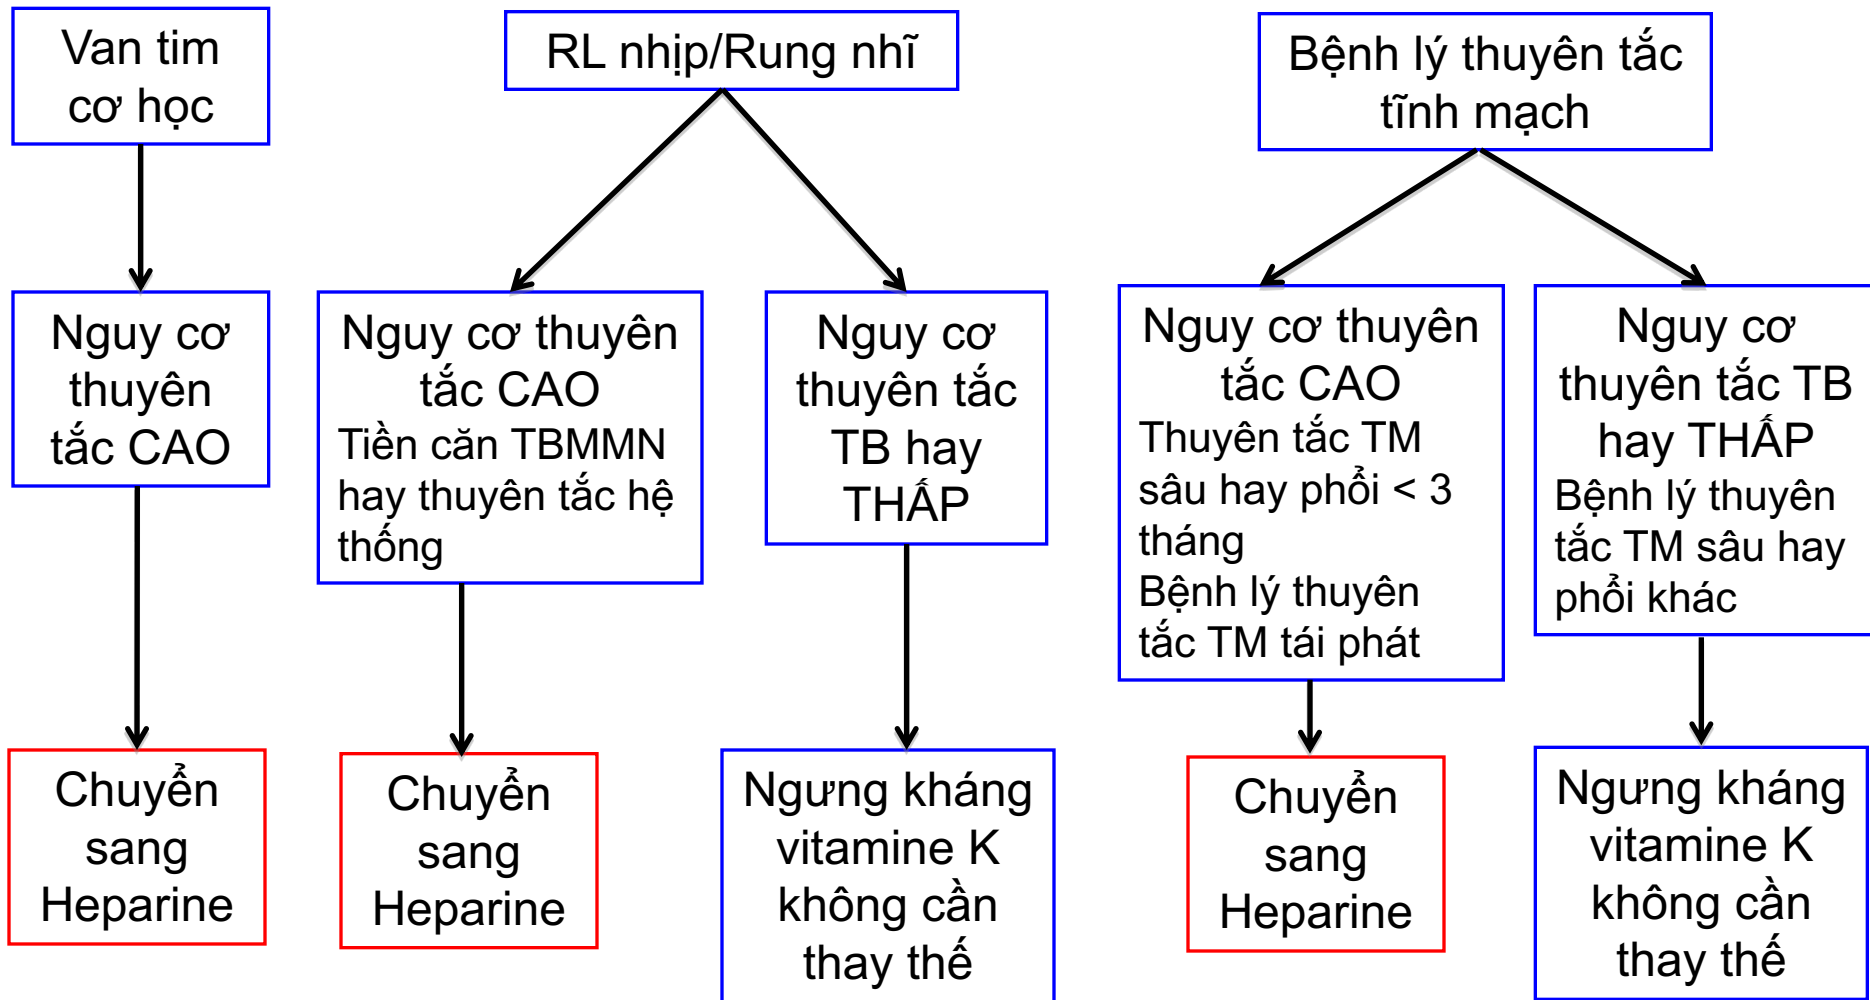 Van tim
cơ học
RL nhịp/Rung nhĩ
Bệnh lý thuyên tắc
tĩnh mạch
Nguy cơ
thuyên
tắc CAO
Nguy cơ thuyên
tắc CAO
Tiền căn TBMMN
hay thuyên tắc hệ
thống
Nguy cơ
thuyên tắc
TB hay
THẤP
Nguy cơ thuyên
tắc CAO
Thuyên tắc TM
sâu hay phổi < 3
tháng
Bệnh lý thuyên
tắc TM tái phát
Nguy cơ
thuyên tắc TB
hay THẤP
Bệnh lý thuyên
tắc TM sâu hay
phổi khác
Chuyển
sang
Heparine
Chuyển
sang
Heparine
Ngưng kháng
vitamine K
không cần
thay thế
Chuyển
sang
Heparine
Ngưng kháng
vitamine K
không cần
thay thế